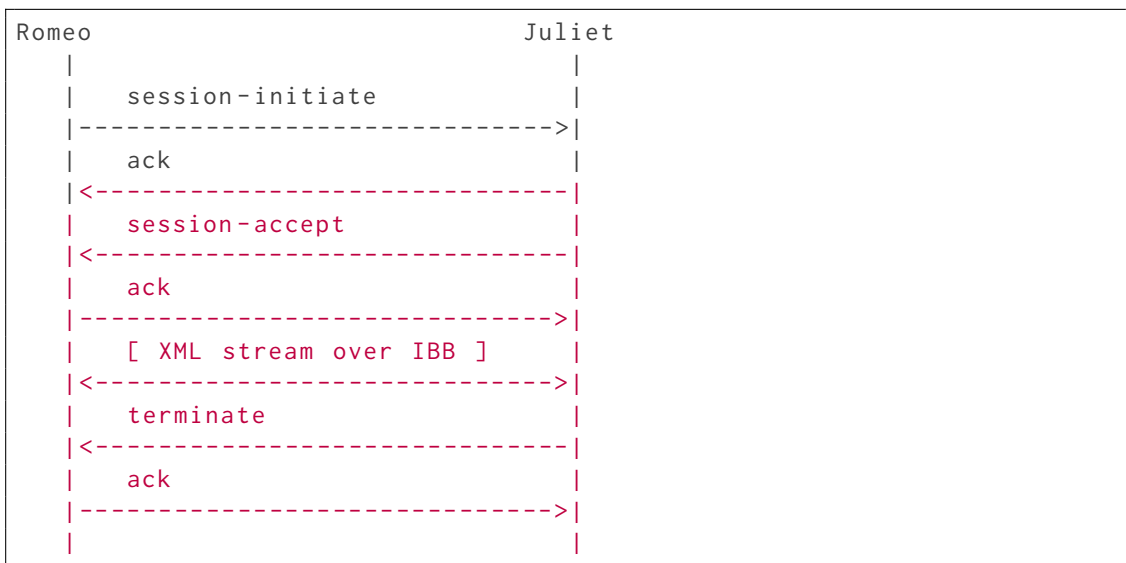 Romeo                           Juliet
   |                               |
   |   session-initiate            |
   |------------------------------>|
   |   ack                         |
   |<------------------------------|
   |   session-accept              |
   |<------------------------------|
   |   ack                         |
   |------------------------------>|
   |   [ XML stream over IBB ]     |
   |<----------------------------->|
   |   terminate                   |
   |<------------------------------|
   |   ack                         |
   |------------------------------>|
   |                               |